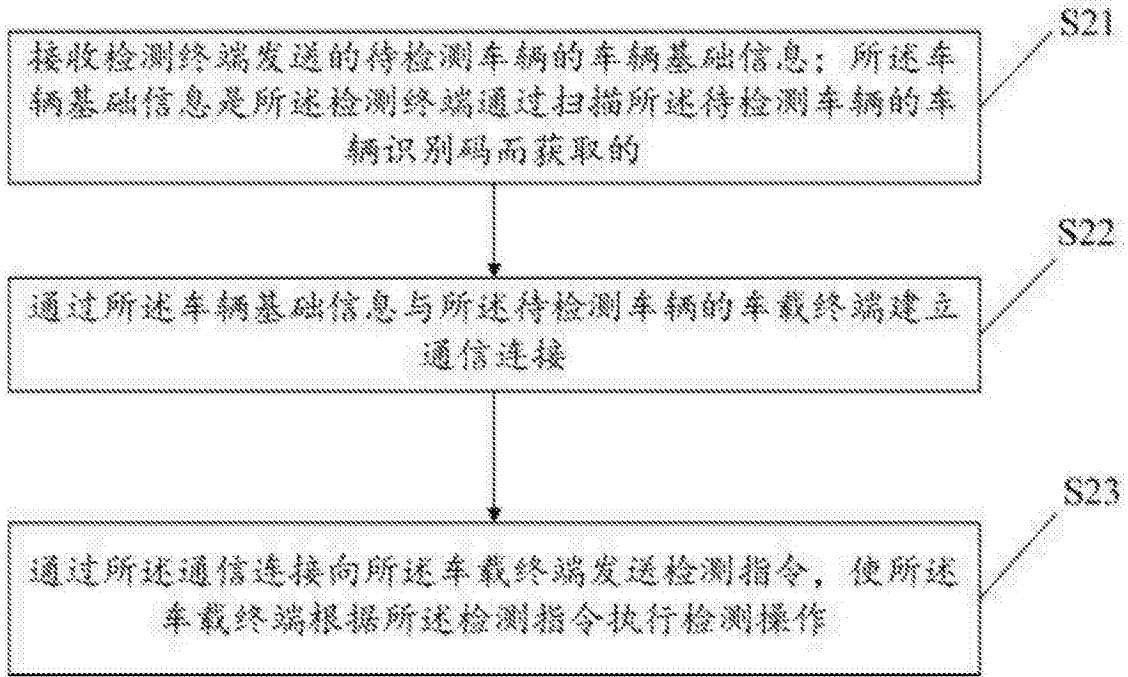 S21
接收检测终端发送的待检测车辆的车辆基础信息；所述车
辆基础信息是所述检测终端通过扫描所述待检测车辆的车
辆识别码而获取的
S22
通过所述车辆基础信息与所述待检测车辆的车载终端建立
通信连接
S23
通过所述通信连接向所述车载终端发送检测指令，使所述
车载终端根据所述检测指令执行检测操作